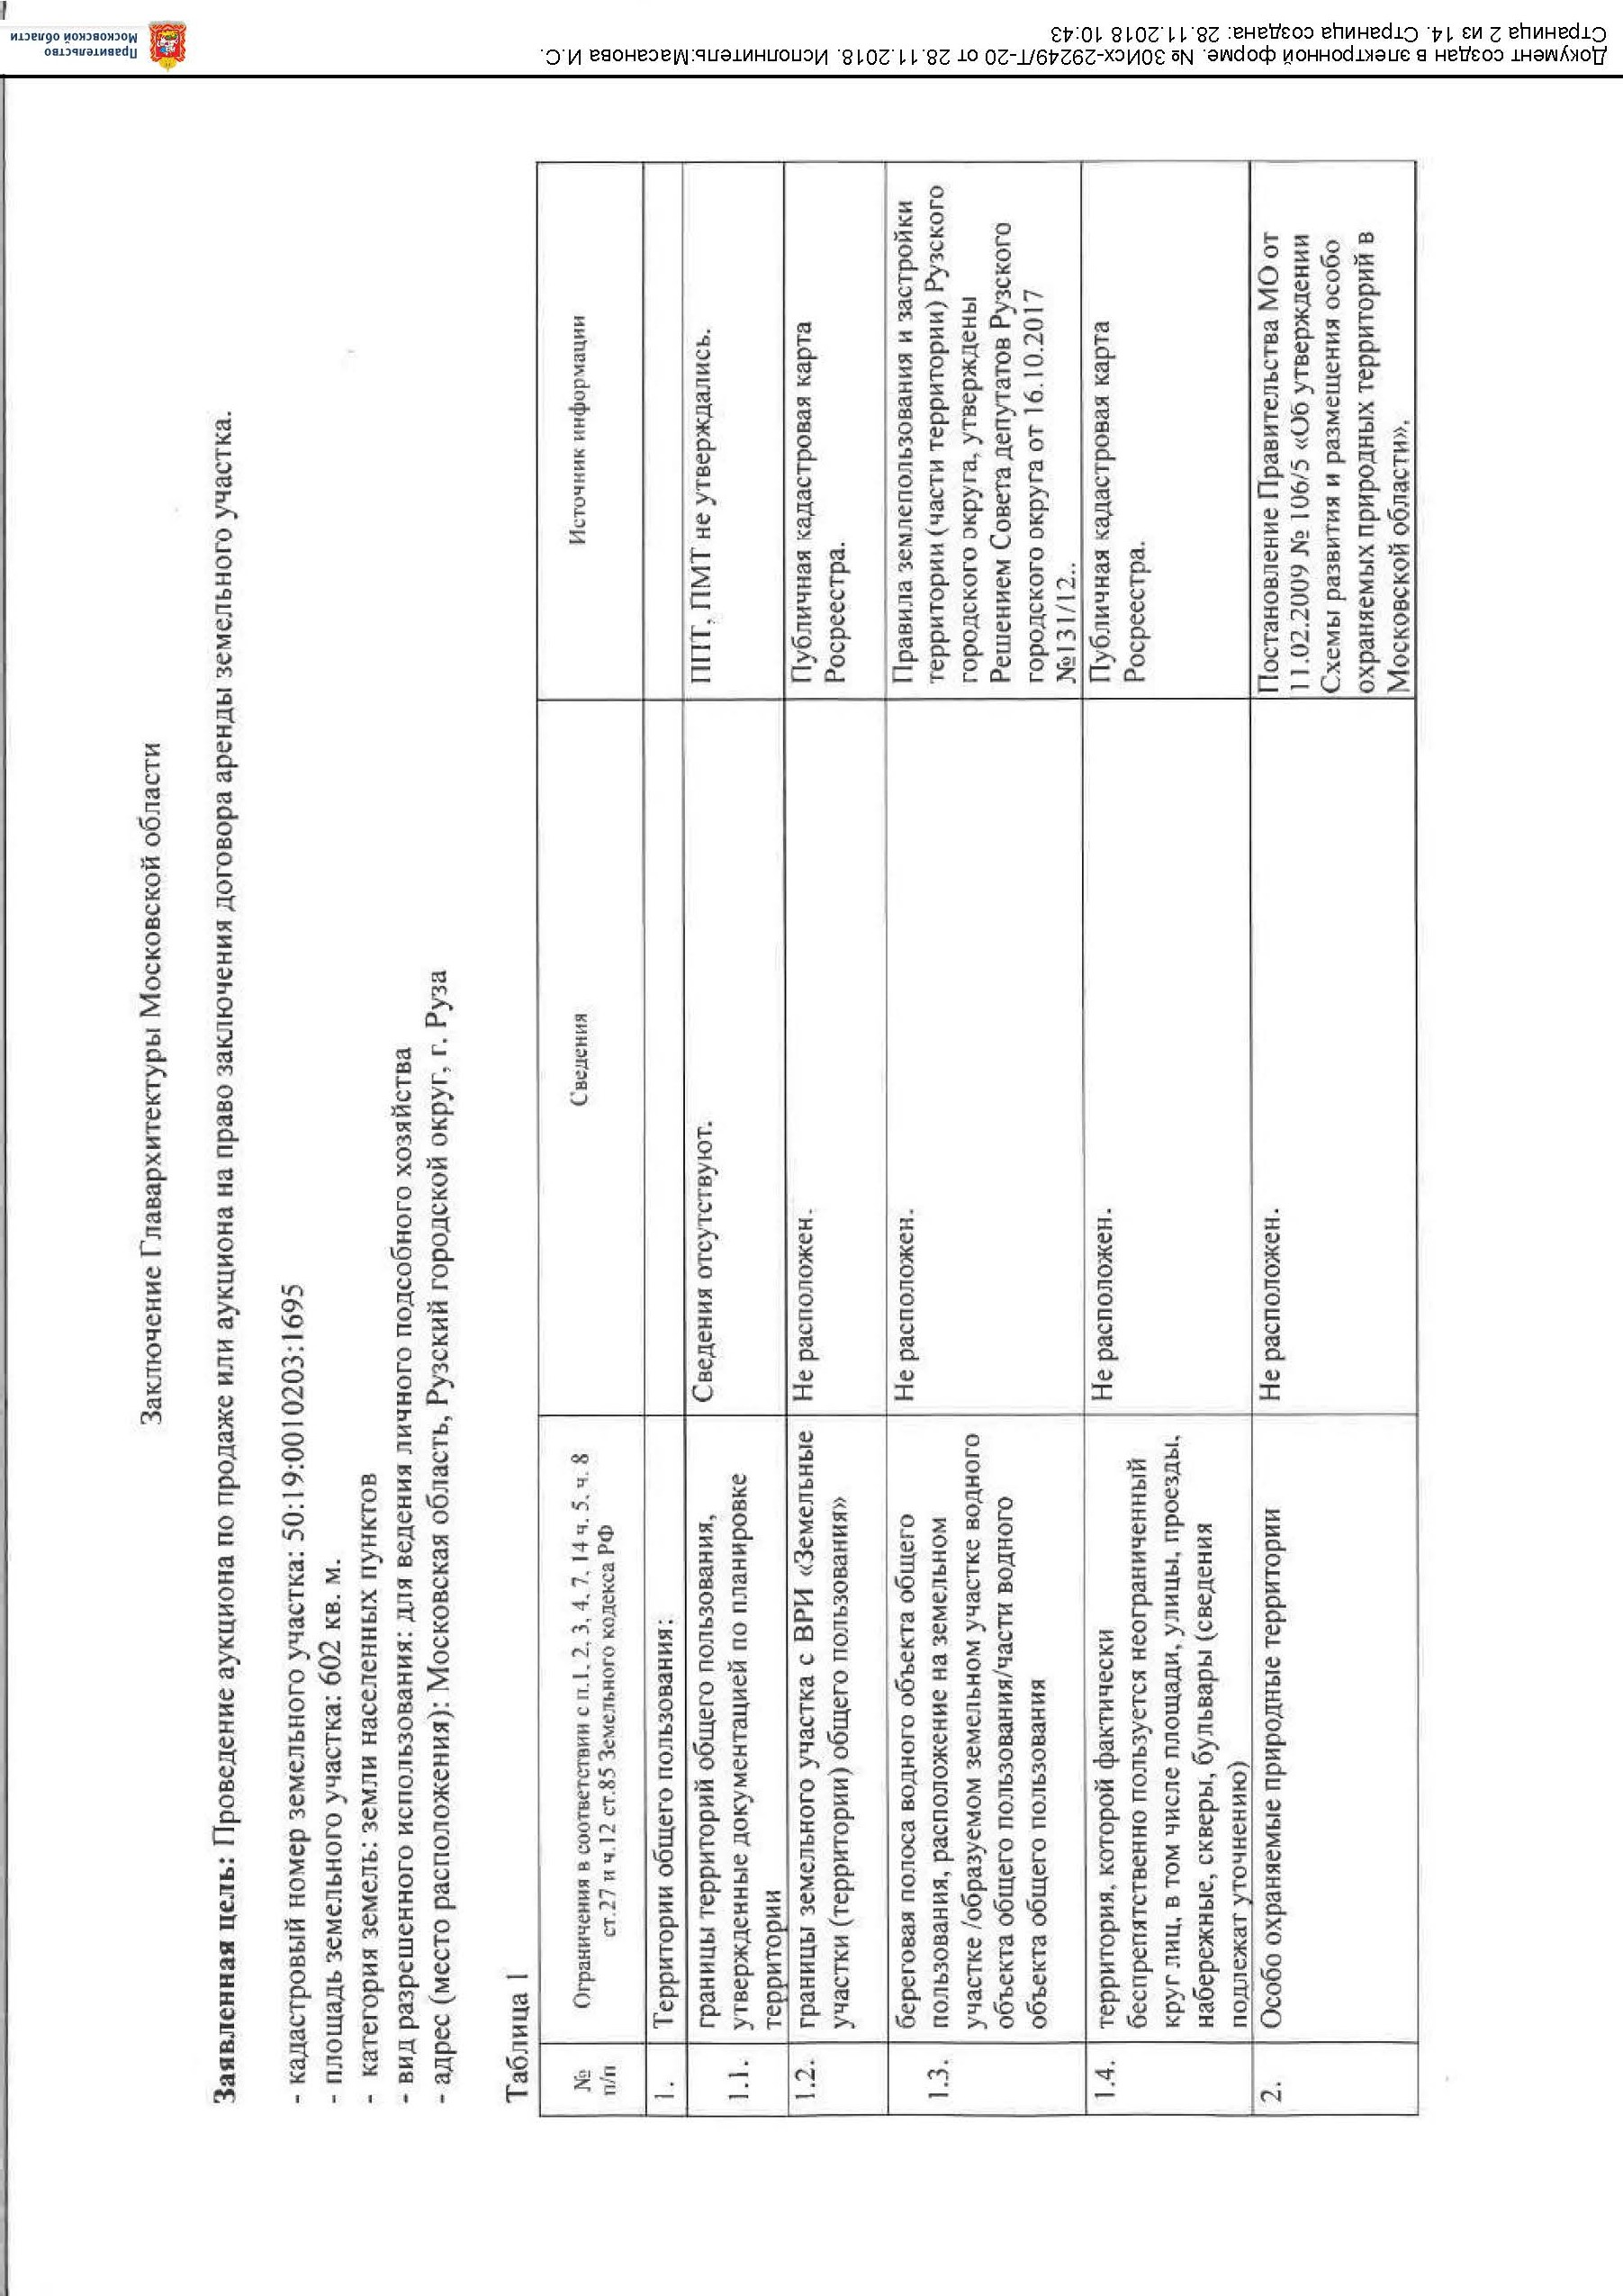 Заключение Главархитектуры Московской области
Заявленная цель: Проведение аукциона по продаже или аукциона на право заключения договора аренды земельного участка.
- кадастровый номер земельного участка: 50:19:0010203:1695
- площадь земельного участка: 602 кв. м.
- категория земель: земли населенных пунктов
- вид разрешенного использования: для ведения личного подсобного хозяйства
- адрес (место расположения): Московская область, Рузский городской округ, г. Руза
Таблица 1
№
п/п
Ограничения в соответствии с п.1, 2, 3, 4, 7, 14 ч. 5, ч. 8
ст.27 и ч.12 ст.85 Земельного кодекса РФ
Сведения
Источник информации
1.
Территории общего пользования:
1.1.
границы территорий общего пользования,
утвержденные документацией по планировке
территории
Сведения отсутствуют.
ППТ, ПМТ не утверждались.
1.2.
границы земельного участка с ВРИ «Земельные
участки (территории) общего пользования»
Не расположен.
Публичная кадастровая карта
Росреестра.
1.3.
береговая полоса водного объекта общего
пользования, расположение на земельном
участке /образуемом земельном участке водного
объекта общего пользования/части водного
объекта общего пользования
Не расположен.
Правила землепользования и застройки
территории (части территории) Рузского
городского округа, утверждены
Решением Совета депутатов Рузского
городского округа от 16.10.2017
№131/12..
1.4.
территория, которой фактически
беспрепятственно пользуется неограниченный
круг лиц, в том числе площади, улицы, проезды,
набережные, скверы, бульвары (сведения
подлежат уточнению)
Не расположен.
Публичная кадастровая карта
Росреестра.
2.
Особо охраняемые природные территории
Не расположен.
Постановление Правительства МО от
11.02.2009 № 106/5 «Об утверждении
Схемы развития и размещения особо
охраняемых природных территорий в
Московской области».
Документ создан в электронной форме. № 30Исх-29249/Т-20 от 28.11.2018. Исполнитель:Масанова И.С.
Страница 2 из 14. Страница создана: 28.11.2018 10:43
Правительство
Московской области